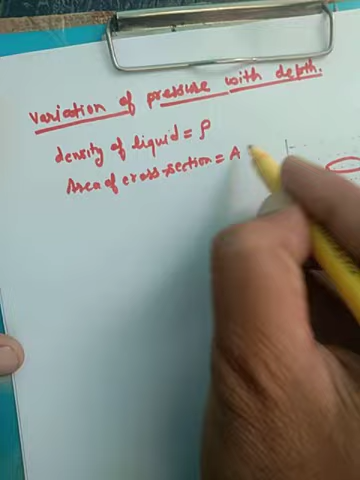 Variation of pressure with depth.
density of liquid = ρ
Area of cross-section = A